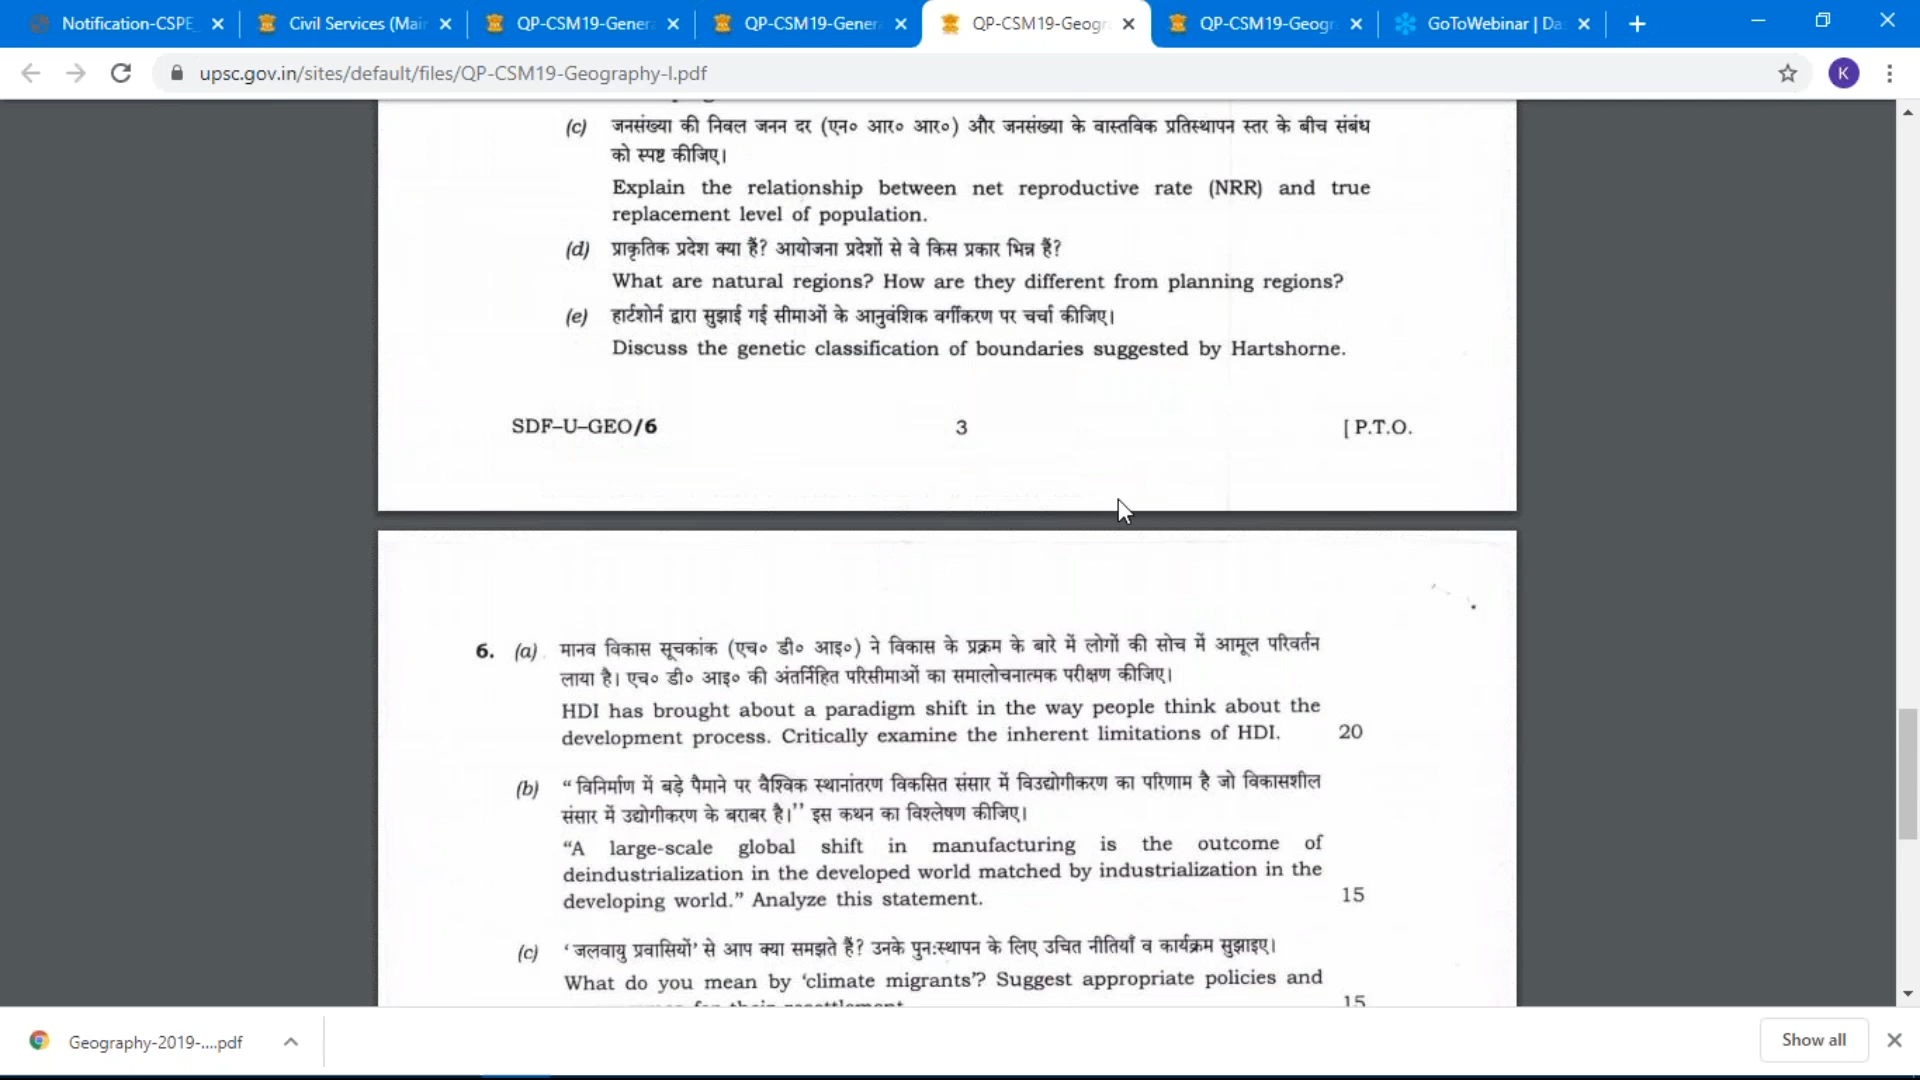 Notification-CSPE_
Civil Services (Mai
QP-CSM19-Genera
QP-CSM19-General
QP-CSM19-Geogra
QP-CSM19-Geogr
GoToWebinar | Da
upsc.gov.in/sites/default/files/QP-CSM19-Geography-I.pdf
K
(c) जनसंख्या की निवल जनन दर (एन० आर० आर०) और जनसंख्या के वास्तविक प्रतिस्थापन स्तर के बीच संबंध
को स्पष्ट कीजिए।
Explain the relationship between net reproductive rate (NRR) and true
replacement level of population.
(d) प्राकृतिक प्रदेश क्या हैं? आयोजना प्रदेशों से वे किस प्रकार भिन्न हैं?
What are natural regions? How are they different from planning regions?
(e) हार्टशोर्न द्वारा सुझाई गई सीमाओं के आनुवंशिक वर्गीकरण पर चर्चा कीजिए।
Discuss the genetic classification of boundaries suggested by Hartshorne.
SDF–U–GEO/6 3 [ P.T.O.
6. (a) मानव विकास सूचकांक (एच० डी० आइ०) ने विकास के प्रक्रम के बारे में लोगों की सोच में आमूल परिवर्तन
लाया है। एच० डी० आइ० की अंतर्निहित परिसीमाओं का समालोचनात्मक परीक्षण कीजिए।
HDI has brought about a paradigm shift in the way people think about the
development process. Critically examine the inherent limitations of HDI. 20
(b) “विनिर्माण में बड़े पैमाने पर वैश्विक स्थानांतरण विकसित संसार में विउद्योगीकरण का परिणाम है जो विकासशील
संसार में उद्योगीकरण के बराबर है।” इस कथन का विश्लेषण कीजिए।
“A large-scale global shift in manufacturing is the outcome of
deindustrialization in the developed world matched by industrialization in the
developing world.” Analyze this statement. 15
(c) ‘जलवायु प्रवासियों’ से आप क्या समझते हैं? उनके पुनःस्थापन के लिए उचित नीतियाँ व कार्यक्रम सुझाइए।
What do you mean by ‘climate migrants’? Suggest appropriate policies and
for their resettlement. 15
Geography-2019-....pdf
Show all